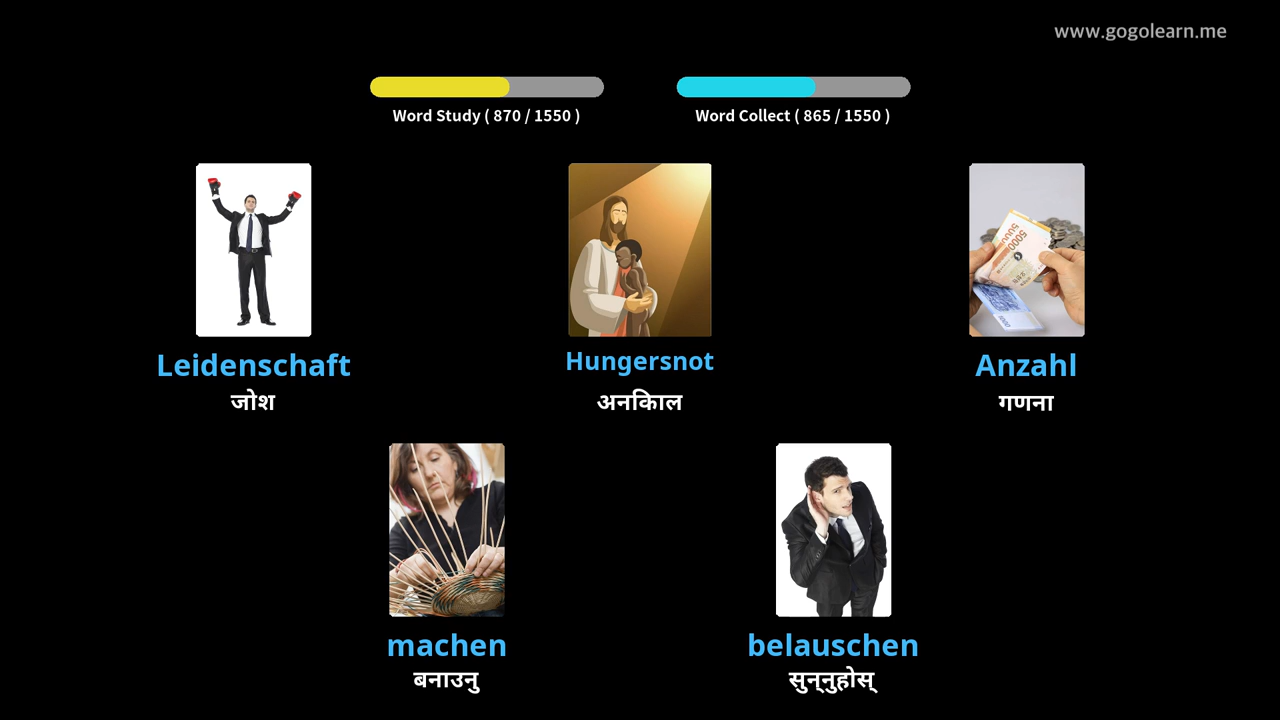 www.gogolearn.me
Word Study ( 870 / 1550 )
Word Collect ( 865 / 1550 )
Leidenschaft
जोश
Hungersnot
अनिकाल
Anzahl
गणना
machen
बनाउनु
belauschen
सुन्नुहोस्